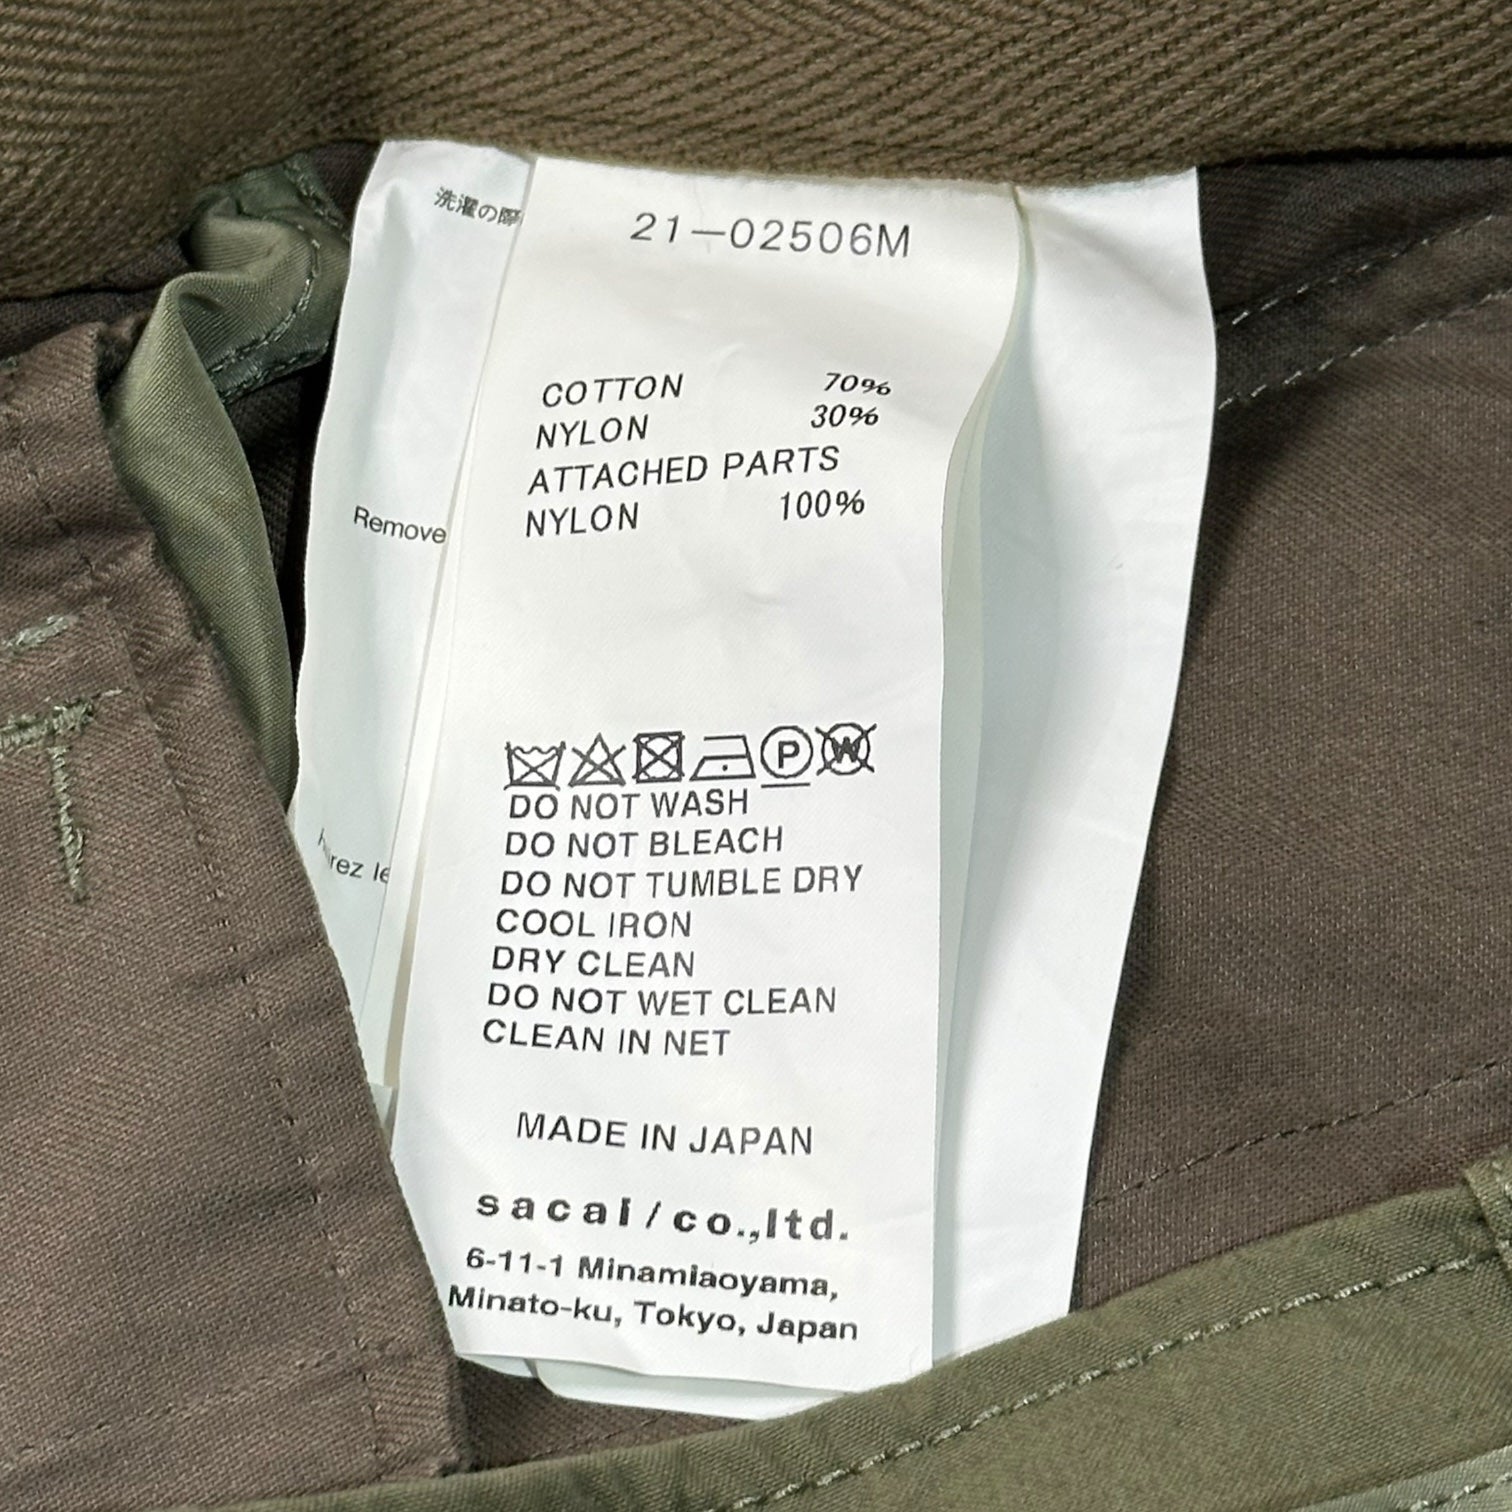 洗濯の際
21-02506M
COTTON 70%
NYLON 30%
ATTACHED PARTS
NYLON 100%
Remove
rez le
P W
DO NOT WASH
DO NOT BLEACH
DO NOT TUMBLE DRY
COOL IRON
DRY CLEAN
DO NOT WET CLEAN
CLEAN IN NET
MADE IN JAPAN
sacai/co.,ltd.
6-11-1 Minamiaoyama,
Minato-ku, Tokyo, Japan